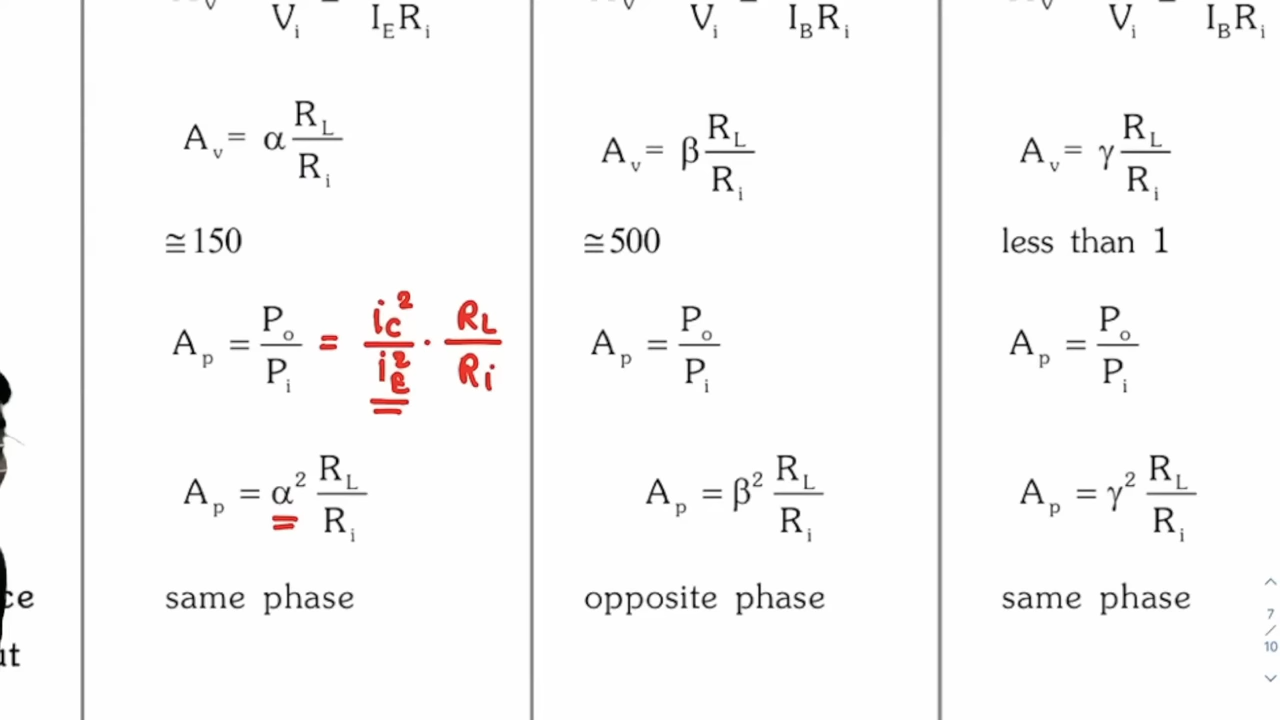 V_i   I_E R_i
V_i   I_B R_i
V_i   I_B R_i
A_v = α R_L / R_i
A_v = β R_L / R_i
A_v = γ R_L / R_i
≅ 150
≅ 500
less than 1
A_p = P_o / P_i = i_C² / i_E² · R_L / R_i
A_p = P_o / P_i
A_p = P_o / P_i
A_p = α² R_L / R_i
A_p = β² R_L / R_i
A_p = γ² R_L / R_i
same phase
opposite phase
same phase
7
/
10